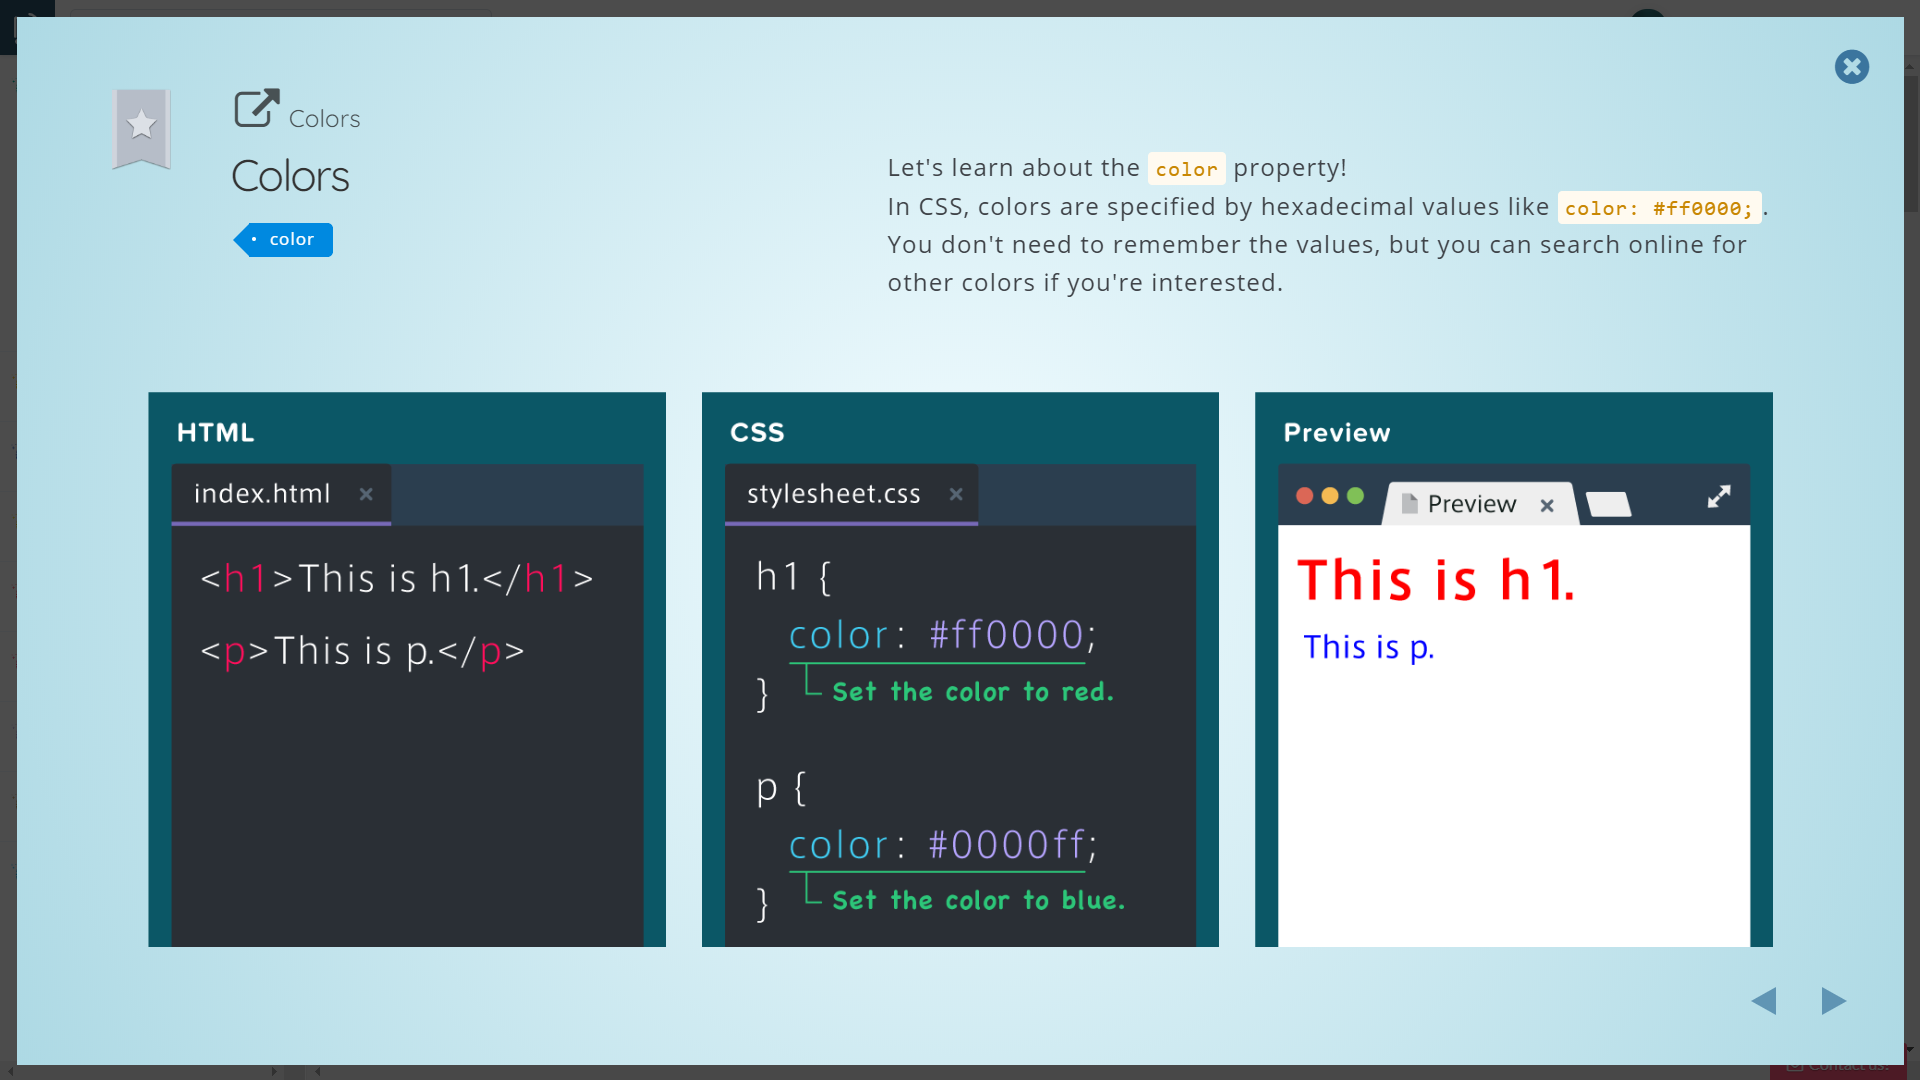 Colors
Colors
color
Let's learn about the color property!
In CSS, colors are specified by hexadecimal values like color: #ff0000; .
You don't need to remember the values, but you can search online for
other colors if you're interested.
HTML
index.html ×
<h1>This is h1.</h1>
<p>This is p.</p>
CSS
stylesheet.css ×
h1 {
color: #ff0000;
Set the color to red.
}
p {
color: #0000ff;
Set the color to blue.
}
Preview
Preview ×
This is h1.
This is p.
Contact us!